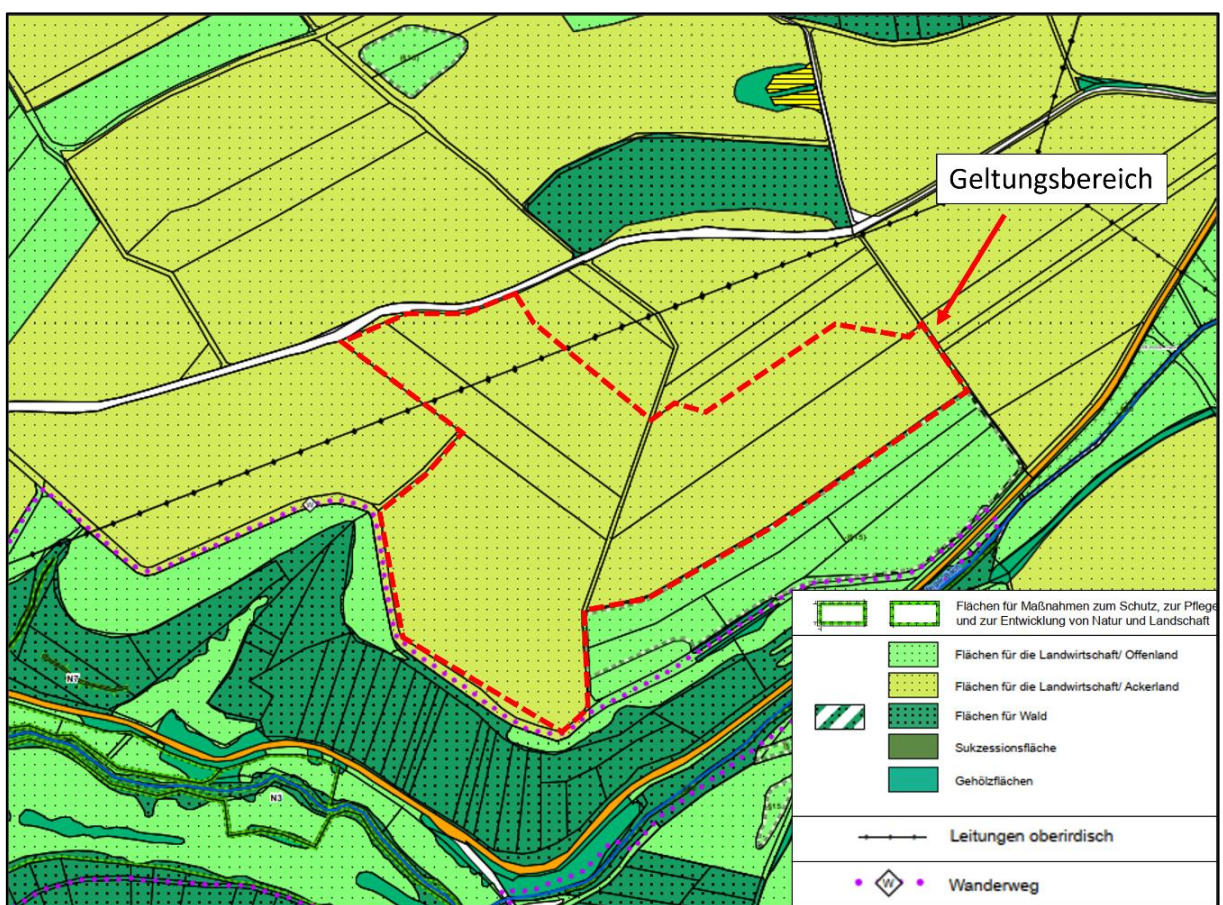 Geltungsbereich
W
N7
N3
Flächen für Maßnahmen zum Schutz, zur Pflege
und zur Entwicklung von Natur und Landschaft
Flächen für die Landwirtschaft/ Offenland
Flächen für die Landwirtschaft/ Ackerland
Flächen für Wald
Sukzessionsfläche
Gehölzflächen
Leitungen oberirdisch
W
Wanderweg